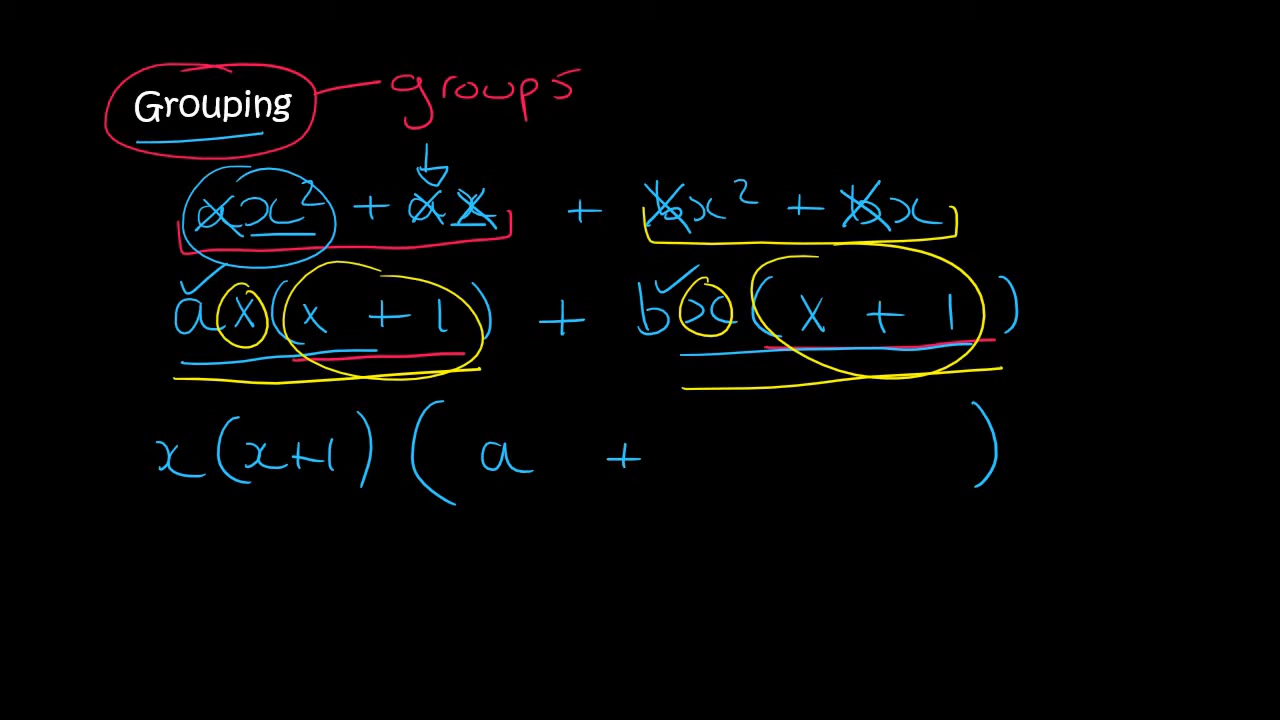 Grouping groups
ax² + ax + bx² + bx
ax(x + 1) + bx(x + 1)
x(x+1)(a + )